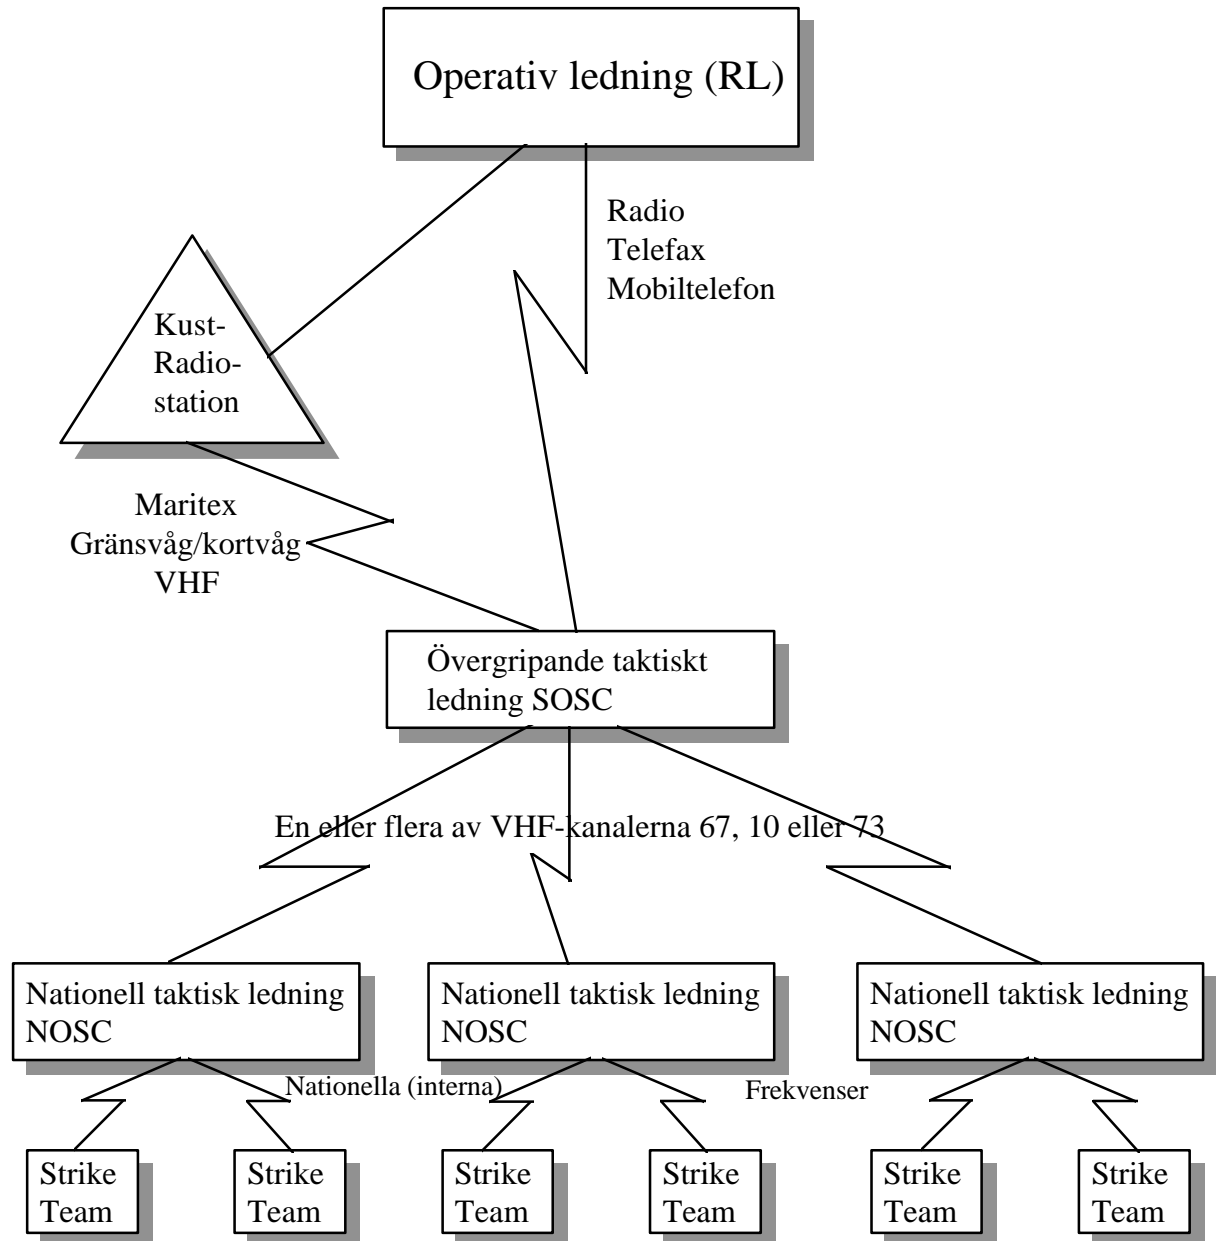 Operativ ledning (RL)
Radio
Telefax
Mobiltelefon
Kust-
Radio-
station
Maritex
Gränsvåg/kortvåg
VHF
Övergripande taktiskt
ledning SOSC
En eller flera av VHF-kanalerna 67, 10 eller 73
Nationell taktisk ledning
NOSC
Nationell taktisk ledning
NOSC
Nationell taktisk ledning
NOSC
Nationella (interna)
Frekvenser
Strike
Team
Strike
Team
Strike
Team
Strike
Team
Strike
Team
Strike
Team